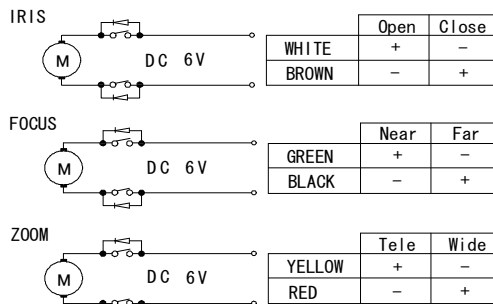 IRIS
Open Close
M DC 6V WHITE + −
BROWN − +
FOCUS
Near Far
M DC 6V GREEN + −
BLACK − +
ZOOM
Tele Wide
M DC 6V YELLOW + −
RED − +